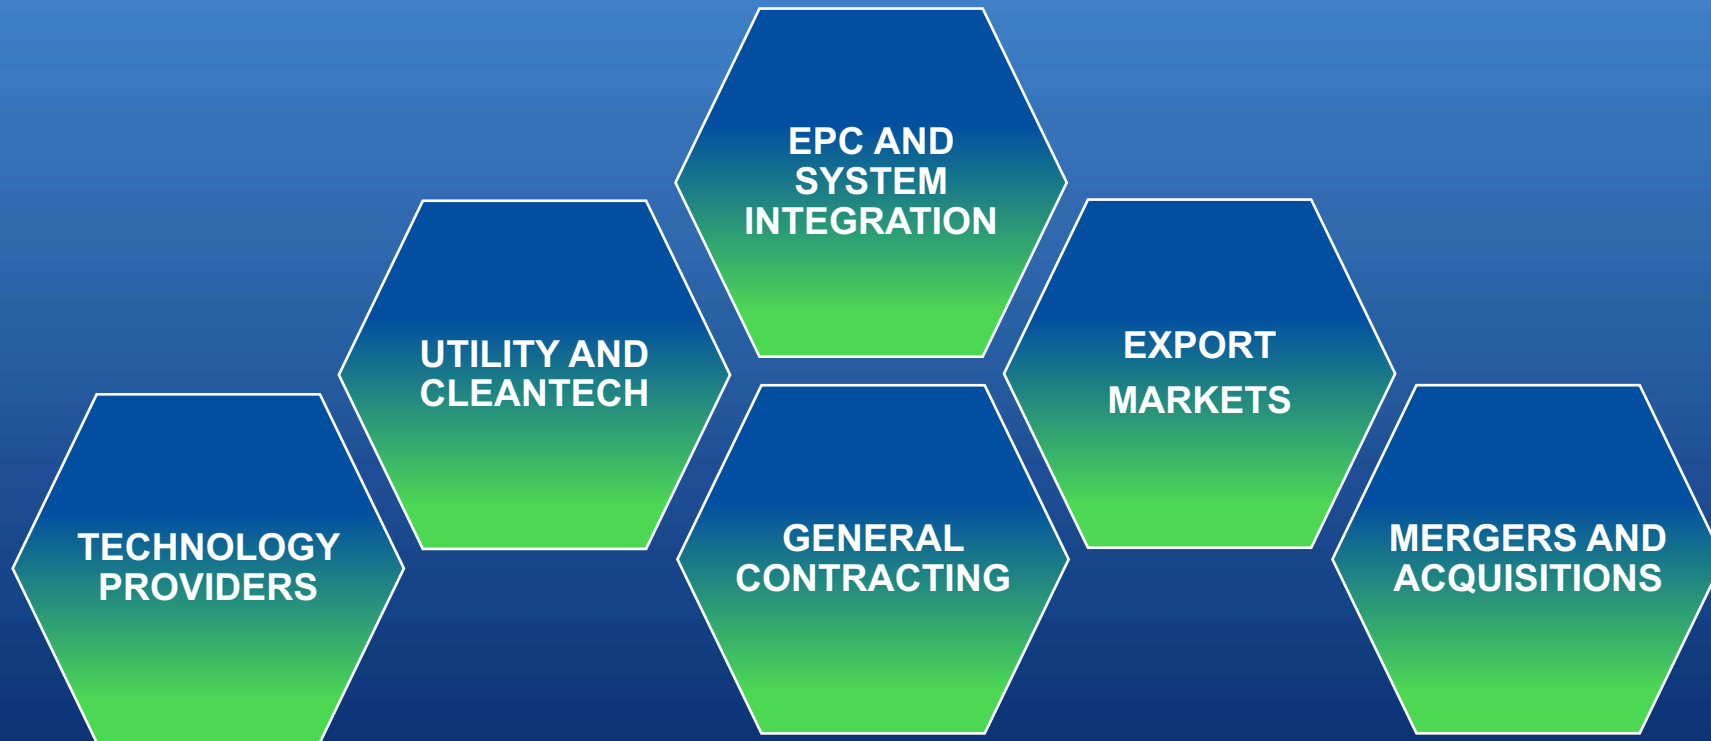 EPC AND
SYSTEM
INTEGRATION
UTILITY AND
CLEANTECH
EXPORT
MARKETS
TECHNOLOGY
PROVIDERS
GENERAL
CONTRACTING
MERGERS AND
ACQUISITIONS